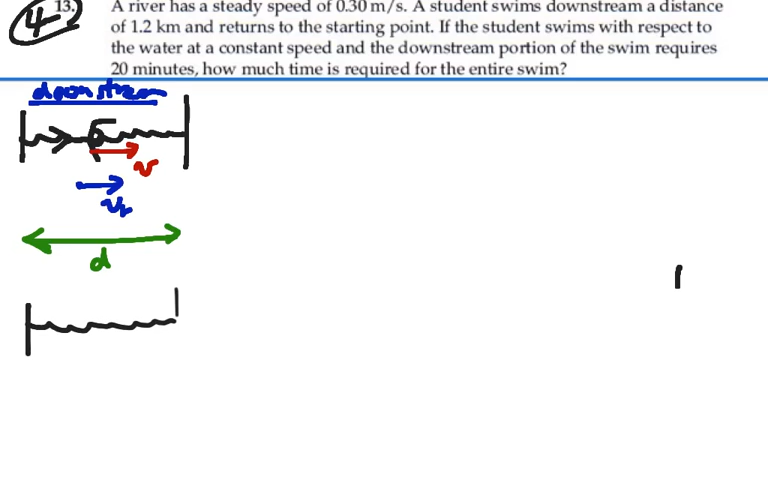 4 13. A river has a steady speed of 0.30 m/s. A student swims downstream a distance
of 1.2 km and returns to the starting point. If the student swims with respect to
the water at a constant speed and the downstream portion of the swim requires
20 minutes, how much time is required for the entire swim?
downstream
v
vr
d